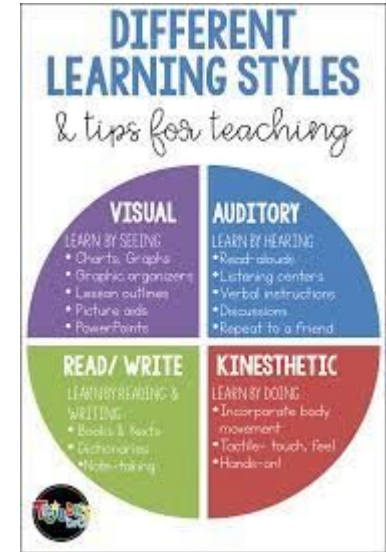 DIFFERENT
LEARNING STYLES
& tips for teaching
VISUAL
LEARN BY SEEING
• Charts, Graphs
• Graphic organizers
• Lesson outlines
• Picture aids
• PowerPoints
AUDITORY
LEARN BY HEARING
• Read-alouds
• Listening centers
• Verbal instructions
• Discussions
• Repeat to a friend
READ/ WRITE
LEARN BY READING &
WRITING
• Books & texts
• Dictionaries
• Note-taking
KINESTHETIC
LEARN BY DOING
• Incorporate body
movement
• Tactile- touch, feel
• Hands-on!